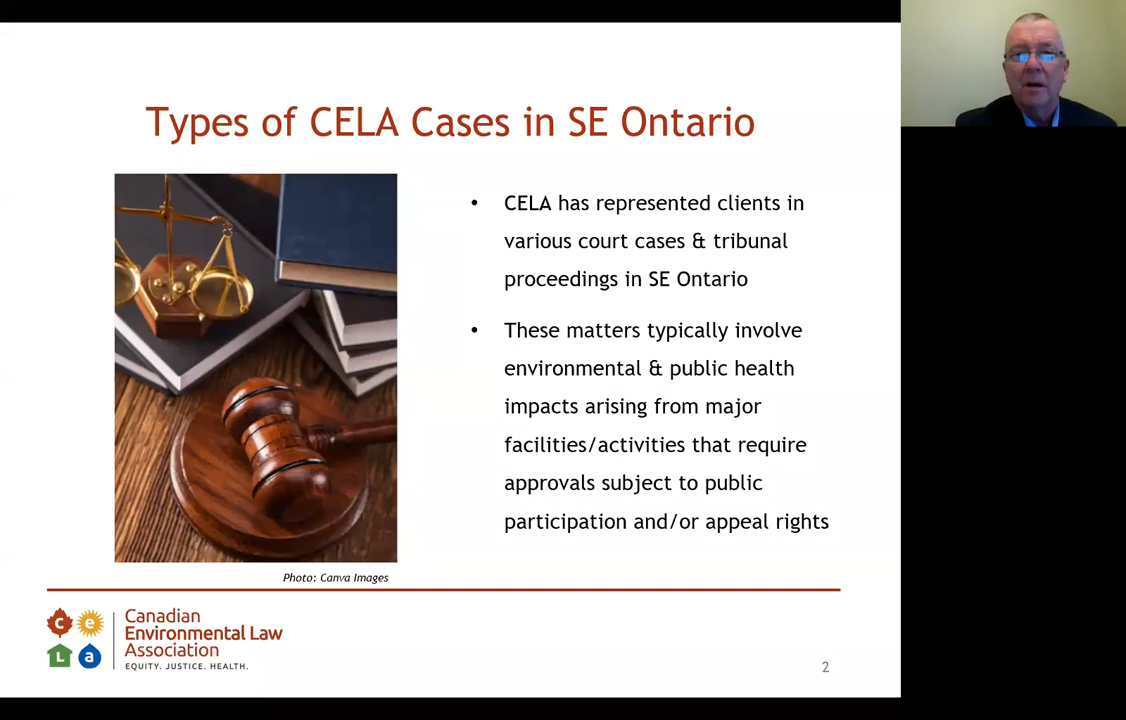 Types of CELA Cases in SE Ontario
• CELA has represented clients in
various court cases & tribunal
proceedings in SE Ontario
• These matters typically involve
environmental & public health
impacts arising from major
facilities/activities that require
approvals subject to public
participation and/or appeal rights
Photo: Canva Images
c e L a
Canadian
Environmental Law
Association
EQUITY. JUSTICE. HEALTH.
2